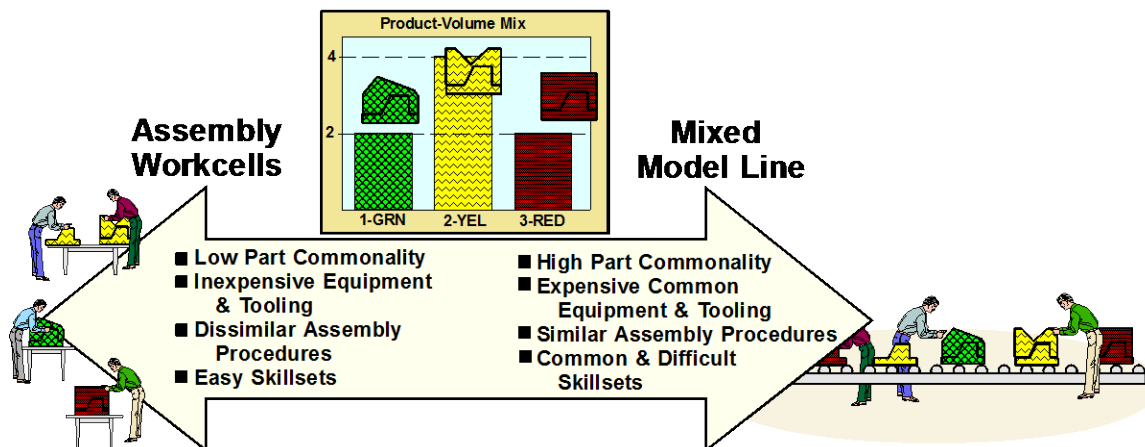 Product-Volume Mix
4
2
1-GRN 2-YEL 3-RED
Assembly
Workcells
Mixed
Model Line
Low Part Commonality
Inexpensive Equipment
& Tooling
Dissimilar Assembly
Procedures
Easy Skillsets
High Part Commonality
Expensive Common
Equipment & Tooling
Similar Assembly Procedures
Common & Difficult
Skillsets